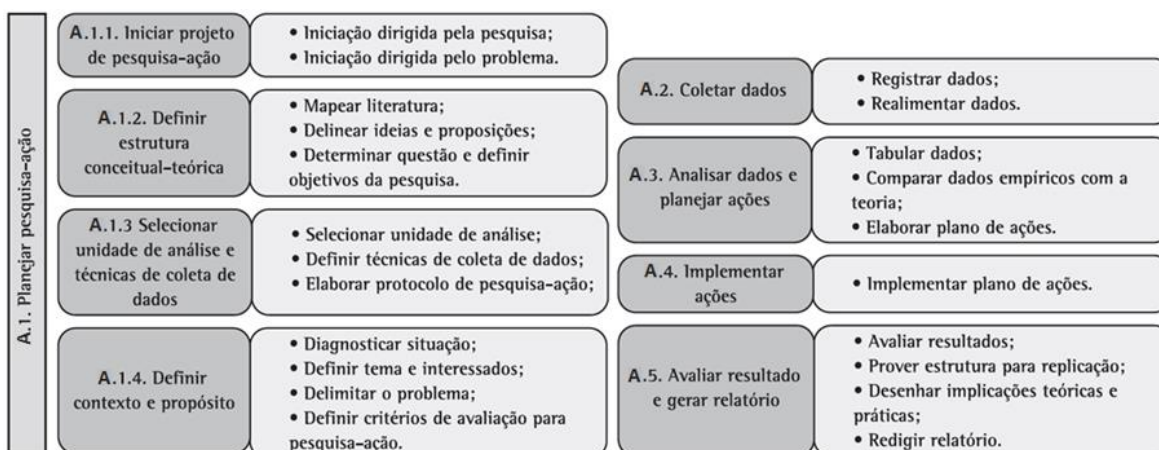 A.1. Planejar pesquisa-ação
A.1.1. Iniciar projeto
de pesquisa-ação
• Iniciação dirigida pela pesquisa;
• Iniciação dirigida pelo problema.
A.1.2. Definir
estrutura
conceitual-teórica
• Mapear literatura;
• Delinear ideias e proposições;
• Determinar questão e definir
objetivos da pesquisa.
A.1.3 Selecionar
unidade de análise e
técnicas de coleta de
dados
• Selecionar unidade de análise;
• Definir técnicas de coleta de dados;
• Elaborar protocolo de pesquisa-ação;
A.1.4. Definir
contexto e propósito
• Diagnosticar situação;
• Definir tema e interessados;
• Delimitar o problema;
• Definir critérios de avaliação para
pesquisa-ação.
A.2. Coletar dados
• Registrar dados;
• Realimentar dados.
A.3. Analisar dados e
planejar ações
• Tabular dados;
• Comparar dados empíricos com a
teoria;
• Elaborar plano de ações.
A.4. Implementar
ações
• Implementar plano de ações.
A.5. Avaliar resultado
e gerar relatório
• Avaliar resultados;
• Prover estrutura para replicação;
• Desenhar implicações teóricas e
práticas;
• Redigir relatório.